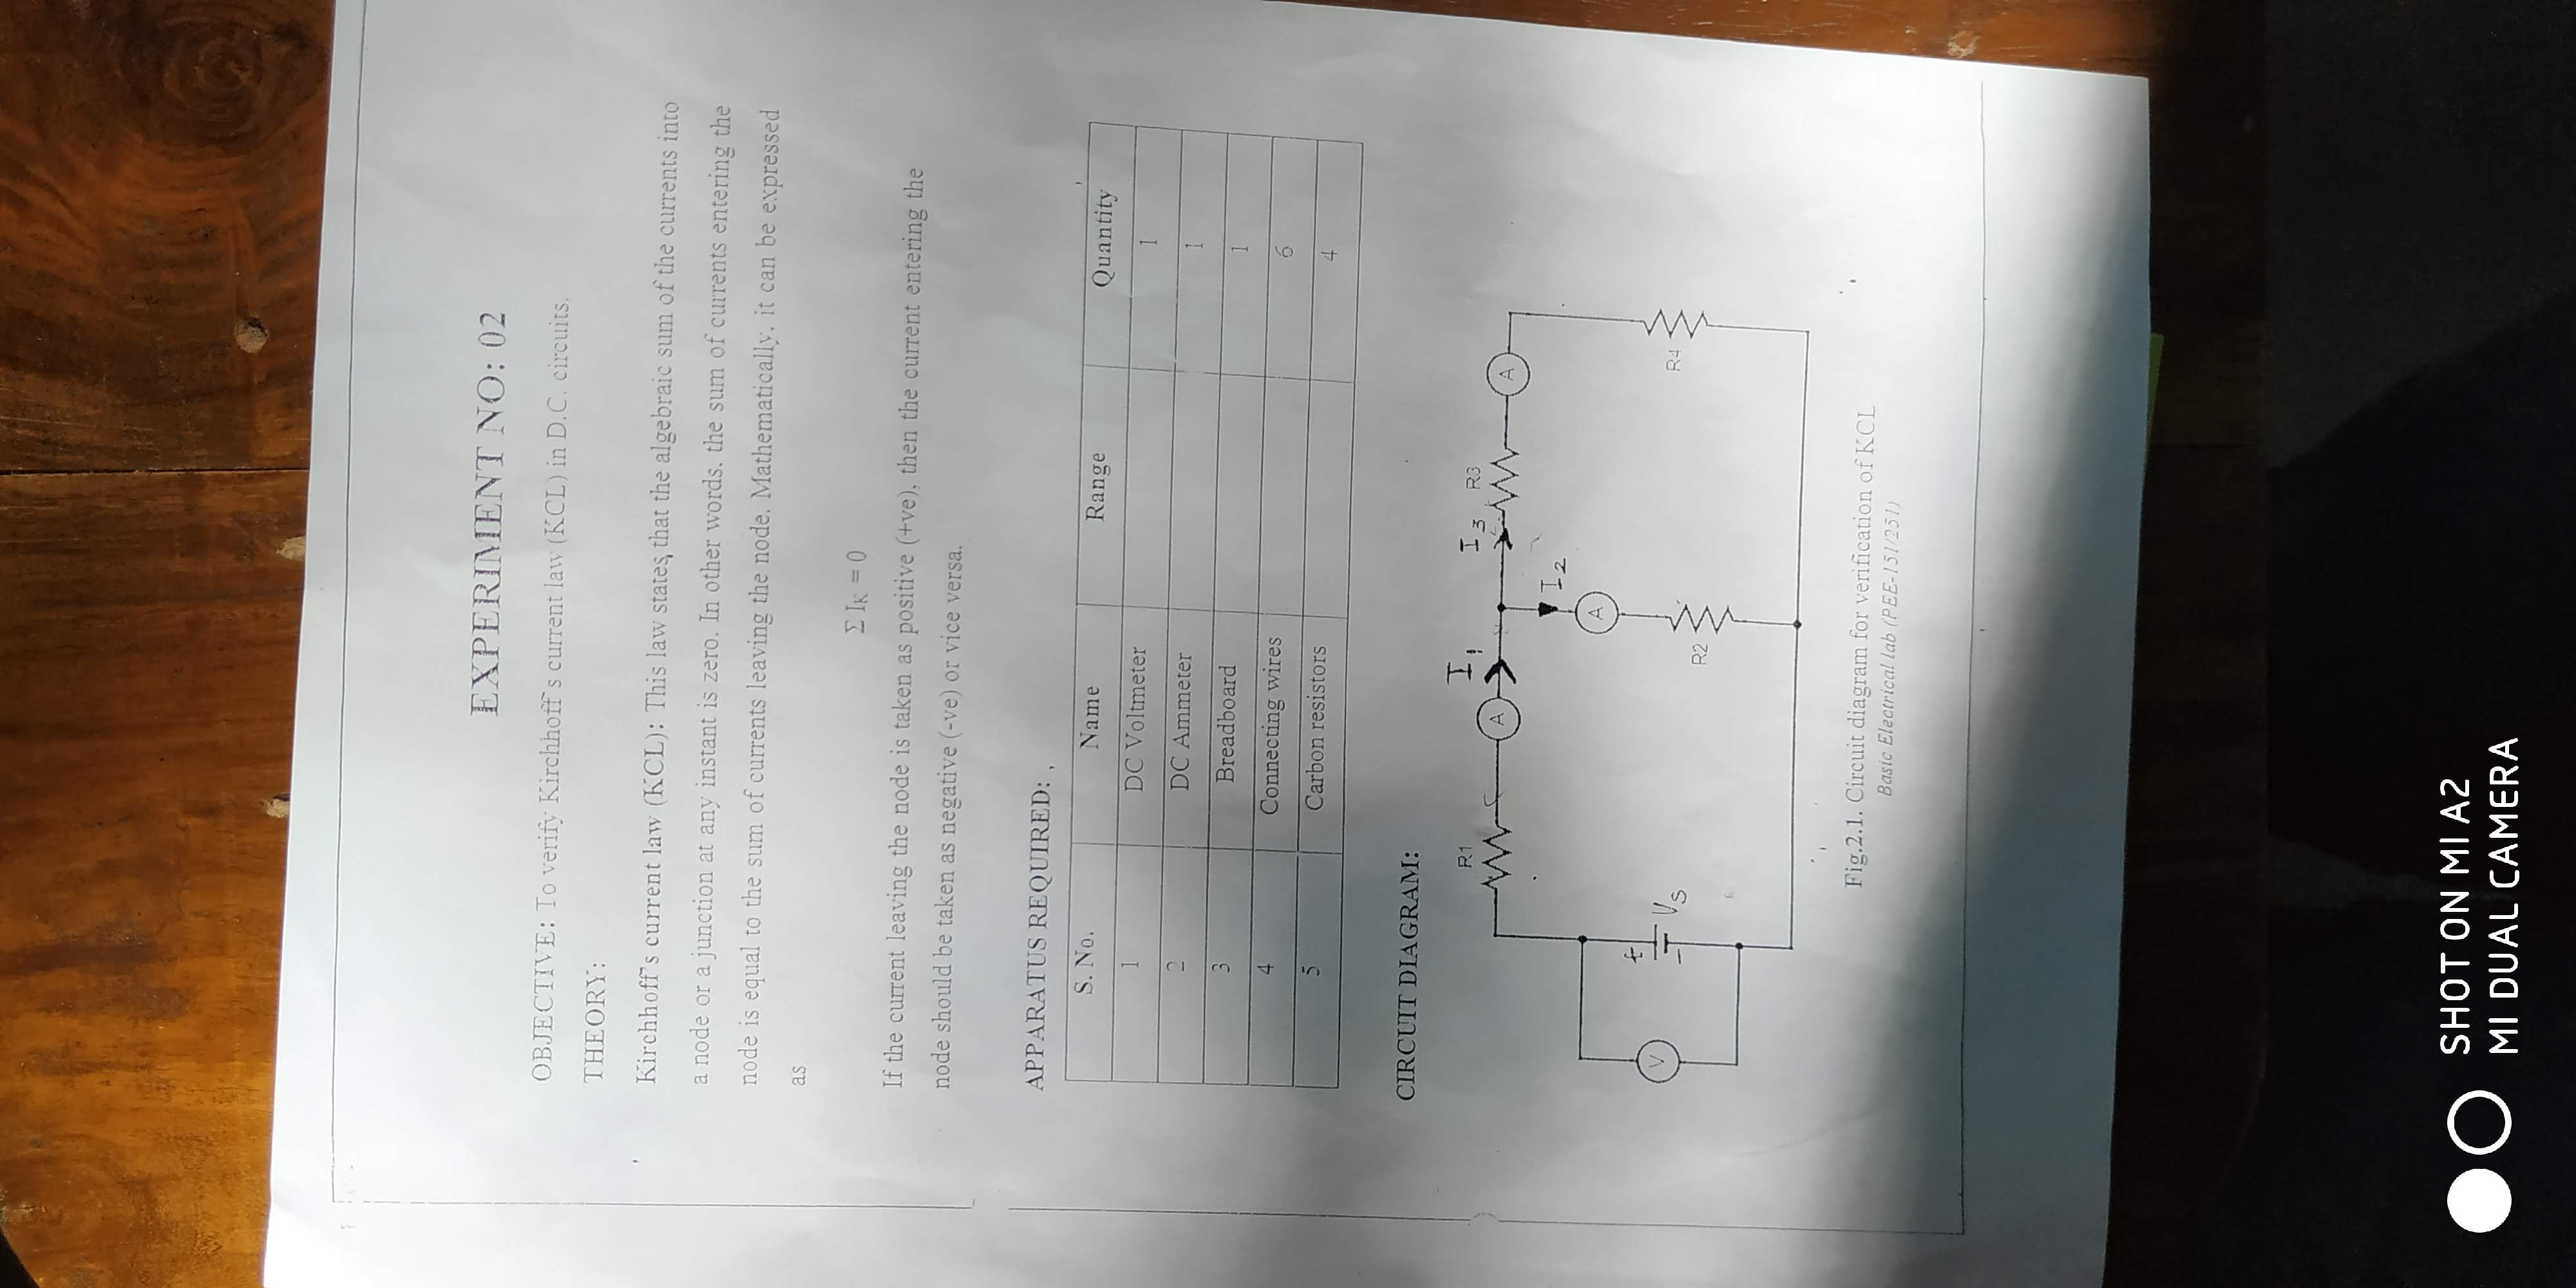 EXPERIMENT NO: 02
OBJECTIVE: To verify Kirchhoff's current law (KCL) in D.C. circuits.
THEORY:
Kirchhoff's current law (KCL): This law states, that the algebraic sum of the currents into
a node or a junction at any instant is zero. In other words, the sum of currents entering the
node is equal to the sum of currents leaving the node. Mathematically, it can be expressed
as
Σ IK = 0
If the current leaving the node is taken as positive (+ve), then the current entering the
node should be taken as negative (-ve) or vice versa.
APPARATUS REQUIRED:
S. No. Name Range Quantity
1 DC Voltmeter 1
2 DC Ammeter 1
3 Breadboard 1
4 Connecting wires 6
5 Carbon resistors 4
CIRCUIT DIAGRAM:
R1 I1 I3 R3
A A
I2
A
V + - Vs
R2 R4
Fig.2.1. Circuit diagram for verification of KCL
Basic Electrical lab (PEE-151/251)
SHOT ON MI A2
MI DUAL CAMERA